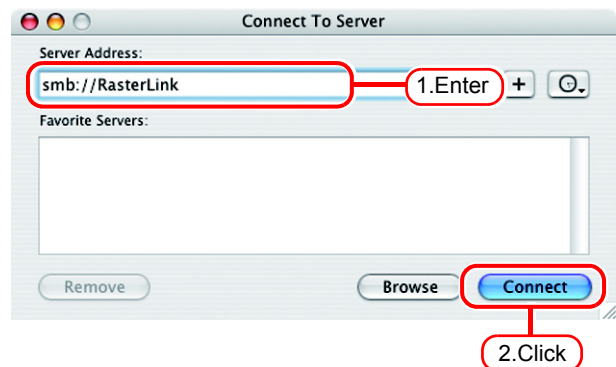 Connect To Server
Server Address:
smb://RasterLink
1.Enter
+
Favorite Servers:
Remove
Browse
Connect
2.Click